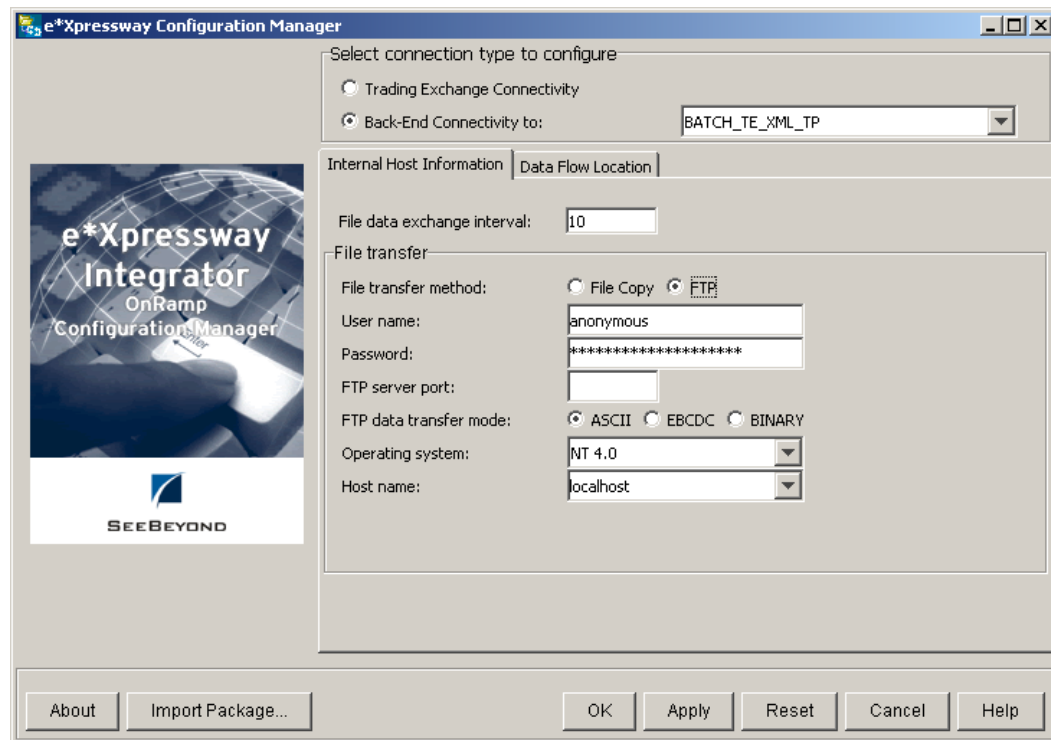 e*Xpressway Configuration Manager
Select connection type to configure
Trading Exchange Connectivity
Back-End Connectivity to: BATCH_TE_XML_TP
Internal Host Information Data Flow Location
File data exchange interval: 10
File transfer
File transfer method: File Copy FTP
User name: anonymous
Password: ********************
FTP server port:
FTP data transfer mode: ASCII EBCDC BINARY
Operating system: NT 4.0
Host name: localhost
e*Xpressway
Integrator
OnRamp
Configuration Manager
Enter
SEEBEYOND
About Import Package... OK Apply Reset Cancel Help